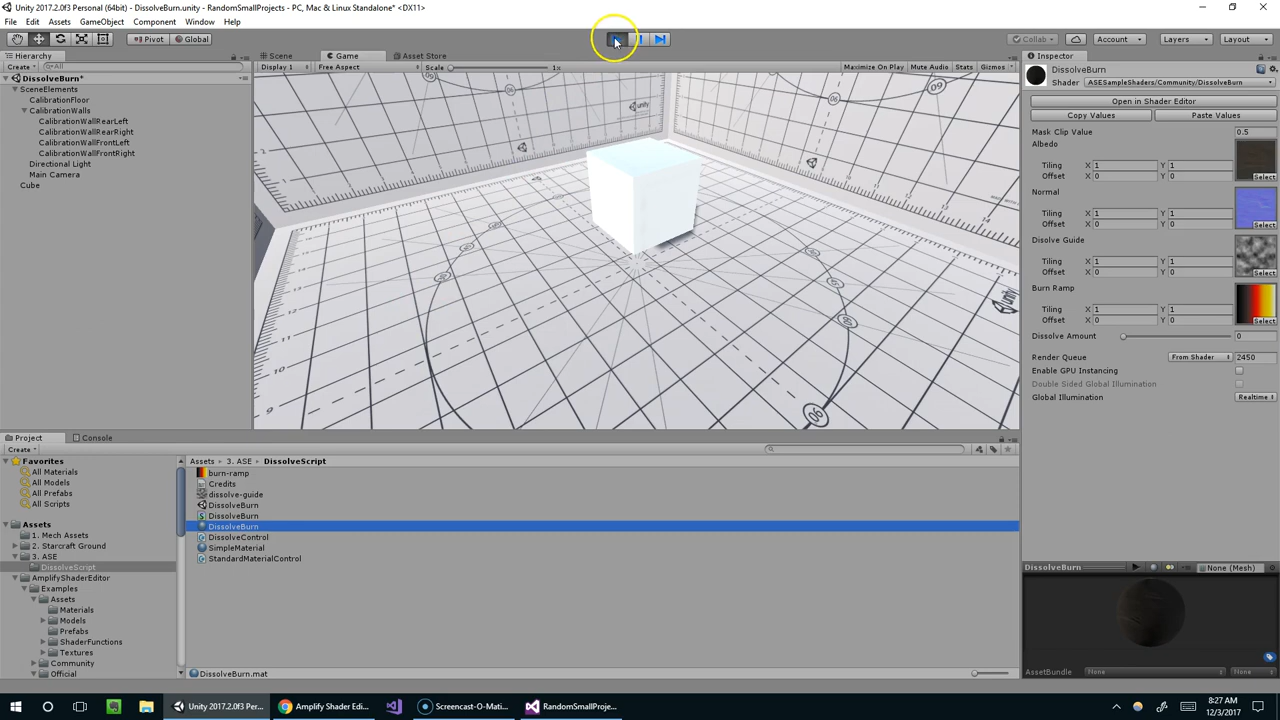 Unity 2017.2.0f3 Personal (64bit) - DissolveBurn.unity - RandomSmallProjects - PC, Mac & Linux Standalone* <DX11>
File Edit Assets GameObject Component Window Help
Pivot Global Collab Account Layers Layout
Hierarchy
Create All
DissolveBurn*
SceneElements
CalibrationFloor
CalibrationWalls
CalibrationWallRearLeft
CalibrationWallRearRight
CalibrationWallFrontLeft
CalibrationWallFrontRight
Directional Light
Main Camera
Cube
Scene Game Asset Store
Display 1 Free Aspect Scale 1x Maximize On Play Mute Audio Stats Gizmos
unity
unity
Inspector
DissolveBurn
Shader ASESampleShaders/Community/DissolveBurn
Open in Shader Editor
Copy Values Paste Values
Mask Clip Value 0.5
Albedo
Tiling X 1 Y 1
Offset X 0 Y 0 Select
Normal
Tiling X 1 Y 1
Offset X 0 Y 0 Select
Disolve Guide
Tiling X 1 Y 1
Offset X 0 Y 0 Select
Burn Ramp
Tiling X 1 Y 1
Offset X 0 Y 0 Select
Dissolve Amount 0
Render Queue From Shader 2450
Enable GPU Instancing
Double Sided Global Illumination
Global Illumination Realtime
Project Console
Create
Favorites
All Materials
All Models
All Prefabs
All Scripts
Assets
1. Mech Assets
2. Starcraft Ground
3. ASE
DissolveScript
AmplifyShaderEditor
Examples
Assets
Materials
Models
Prefabs
ShaderFunctions
Textures
Community
Official
Assets 3. ASE DissolveScript
burn-ramp
Credits
dissolve-guide
DissolveBurn
DissolveBurn
DissolveBurn
DissolveControl
SimpleMaterial
StandardMaterialControl
DissolveBurn.mat
DissolveBurn None (Mesh)
AssetBundle None None
Unity 2017.2.0f3 Per... Amplify Shader Edi... Screencast-O-Mati... RandomSmallProje...
8:27 AM
12/3/2017